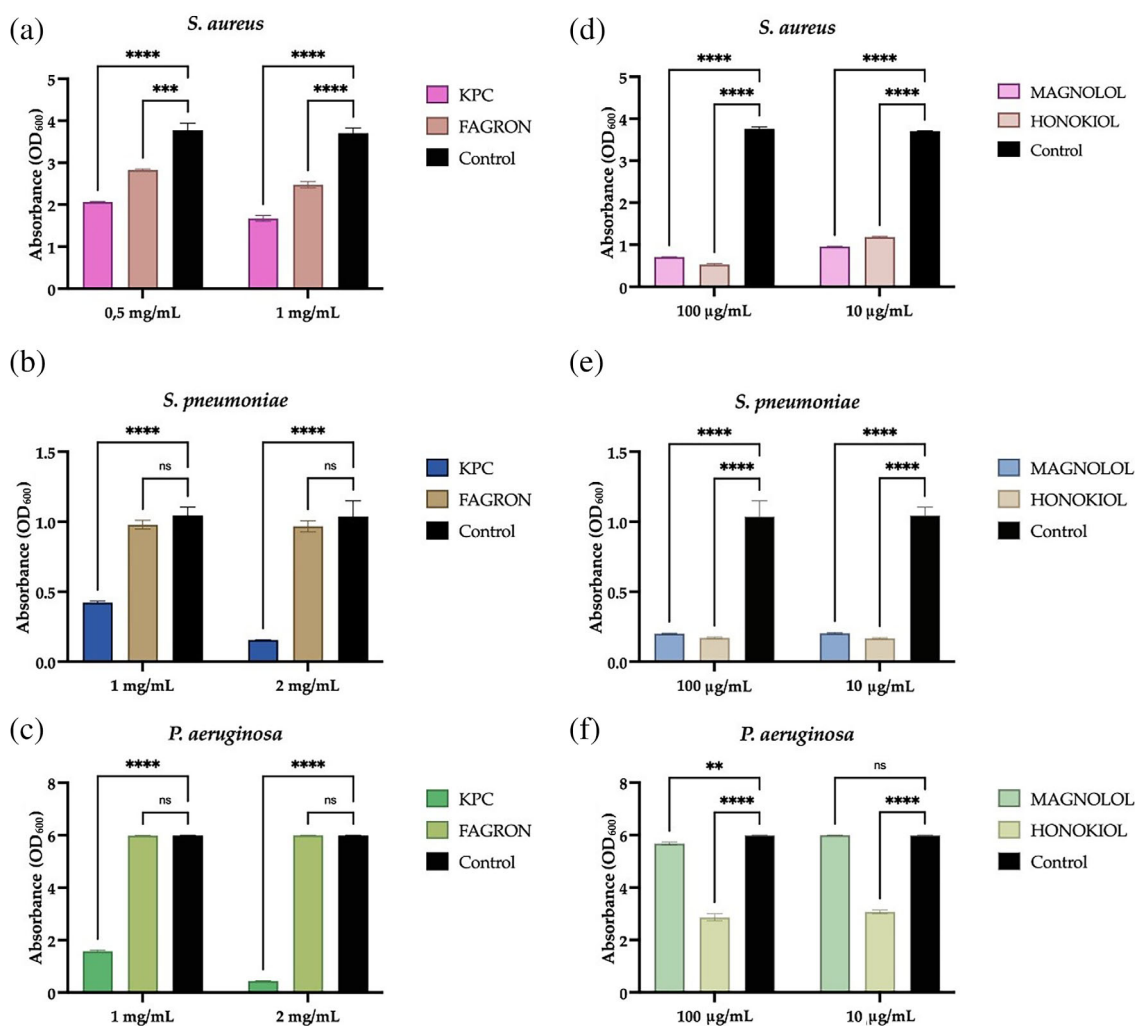 (a)
S. aureus
****
****
***
****
Absorbance (OD600)
5
4
3
2
1
0
0,5 mg/mL
1 mg/mL
KPC
FAGRON
Control
(d)
S. aureus
****
****
****
****
Absorbance (OD600)
5
4
3
2
1
0
100 µg/mL
10 µg/mL
MAGNOLOL
HONOKIOL
Control
(b)
S. pneumoniae
****
****
ns
ns
Absorbance (OD600)
1.5
1.0
0.5
0.0
1 mg/mL
2 mg/mL
KPC
FAGRON
Control
(e)
S. pneumoniae
****
****
****
****
Absorbance (OD600)
1.5
1.0
0.5
0.0
100 µg/mL
10 µg/mL
MAGNOLOL
HONOKIOL
Control
(c)
P. aeruginosa
****
****
ns
ns
Absorbance (OD600)
8
6
4
2
0
1 mg/mL
2 mg/mL
KPC
FAGRON
Control
(f)
P. aeruginosa
**
ns
****
****
Absorbance (OD600)
8
6
4
2
0
100 µg/mL
10 µg/mL
MAGNOLOL
HONOKIOL
Control